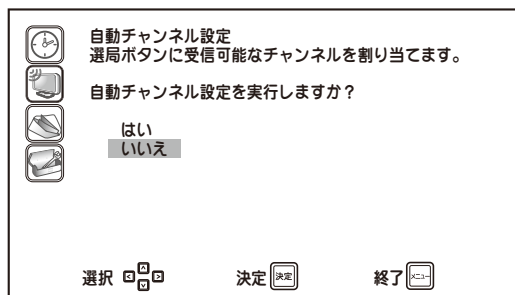 自動チャンネル設定
選局ボタンに受信可能なチャンネルを割り当てます。
自動チャンネル設定を実行しますか？
はい
いいえ
選択 決定 決定 終了 メニュー